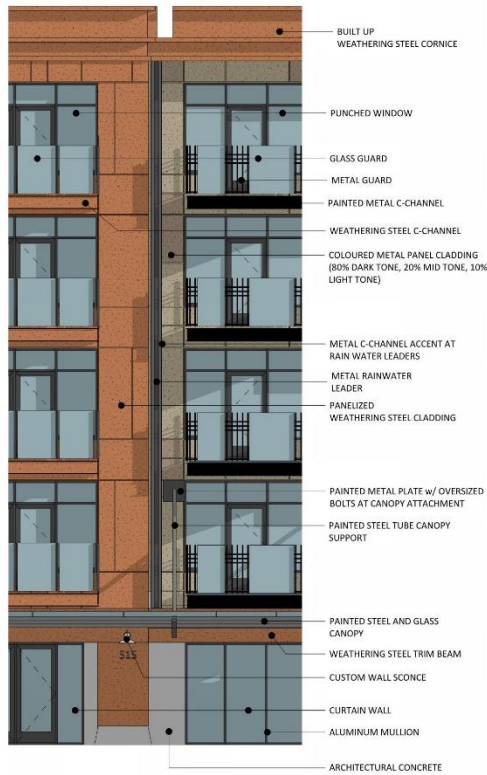 BUILT UP
WEATHERING STEEL CORNICE
PUNCHED WINDOW
GLASS GUARD
METAL GUARD
PAINTED METAL C-CHANNEL
WEATHERING STEEL C-CHANNEL
COLOURED METAL PANEL CLADDING
(80% DARK TONE, 20% MID TONE, 10%
LIGHT TONE)
METAL C-CHANNEL ACCENT AT
RAIN WATER LEADERS
METAL RAINWATER
LEADER
PANELIZED
WEATHERING STEEL CLADDING
PAINTED METAL PLATE w/ OVERSIZED
BOLTS AT CANOPY ATTACHMENT
PAINTED STEEL TUBE CANOPY
SUPPORT
PAINTED STEEL AND GLASS
CANOPY
WEATHERING STEEL TRIM BEAM
515
CUSTOM WALL SCONCE
CURTAIN WALL
ALUMINUM MULLION
ARCHITECTURAL CONCRETE